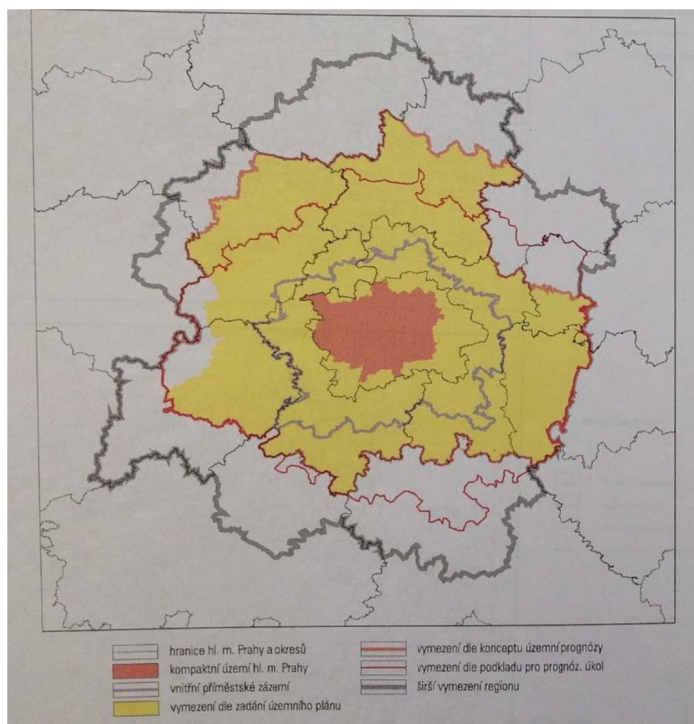 hranice hl. m. Prahy a okresů
kompaktní území hl. m. Prahy
vnitřní příměstské zázemí
vymezení dle zadání územního plánu
vymezení dle konceptu územní prognózy
vymezení dle podkladu pro prognóz. úkol
širší vymezení regionu